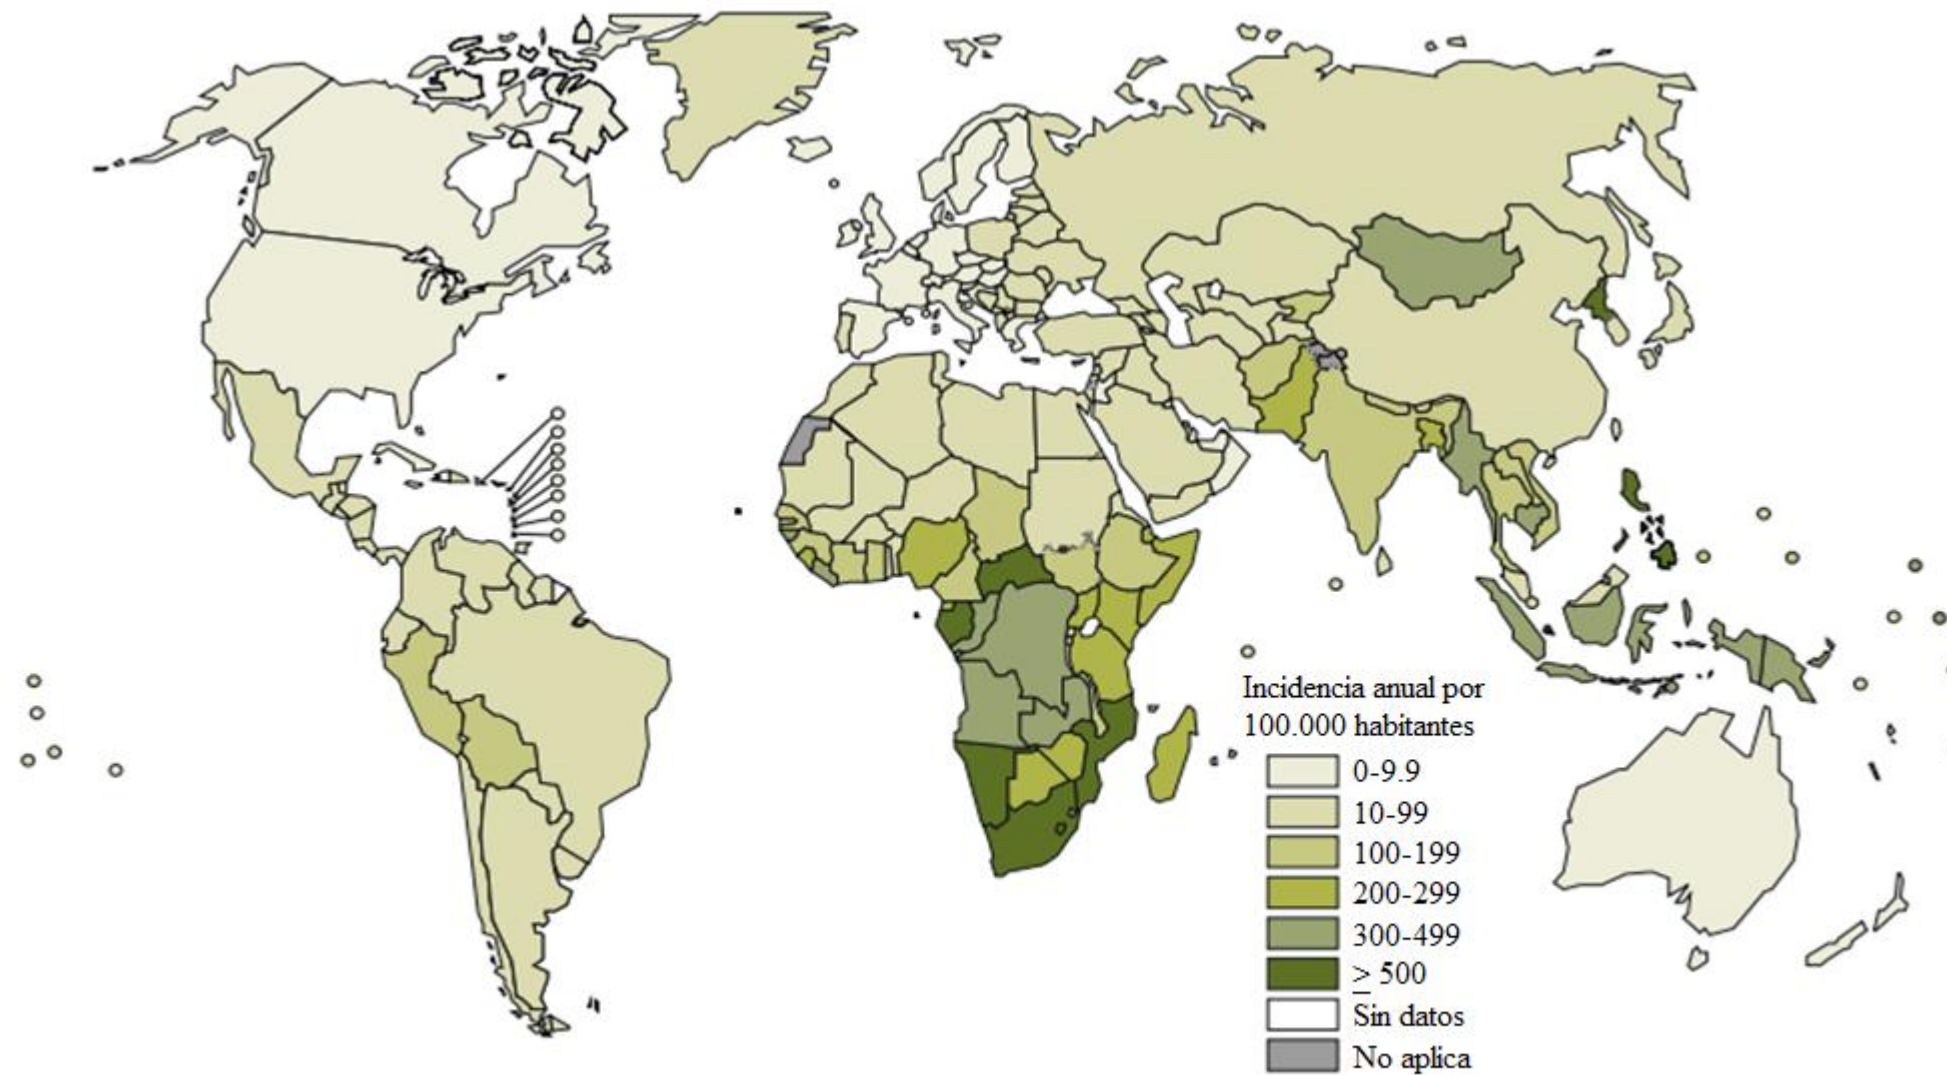 Incidencia anual por
100.000 habitantes
0-9.9
10-99
100-199
200-299
300-499
≥ 500
Sin datos
No aplica